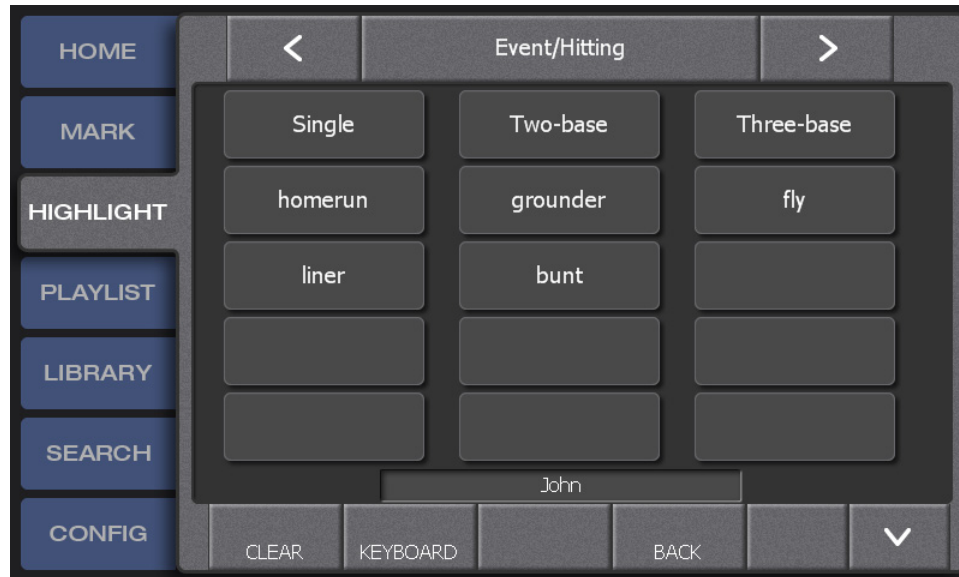 HOME
MARK
HIGHLIGHT
PLAYLIST
LIBRARY
SEARCH
CONFIG
< Event/Hitting >
Single Two-base Three-base
homerun grounder fly
liner bunt
John
CLEAR KEYBOARD BACK